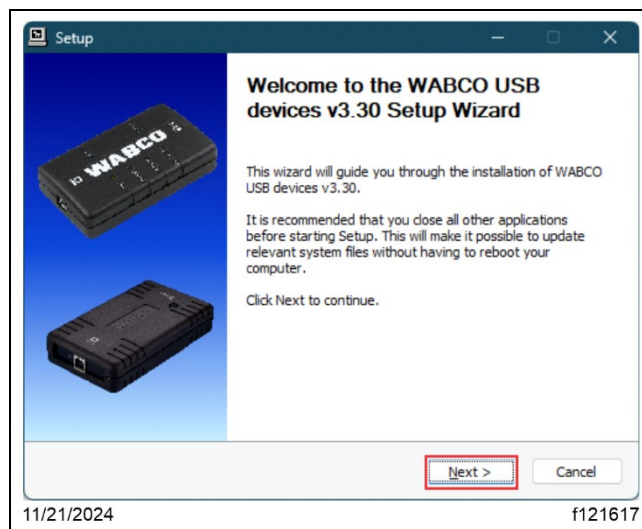 Setup
Welcome to the WABCO USB
devices v3.30 Setup Wizard
WABCO
This wizard will guide you through the installation of WABCO
USB devices v3.30.
It is recommended that you close all other applications
before starting Setup. This will make it possible to update
relevant system files without having to reboot your
computer.
Click Next to continue.
Next >
Cancel
11/21/2024
f121617